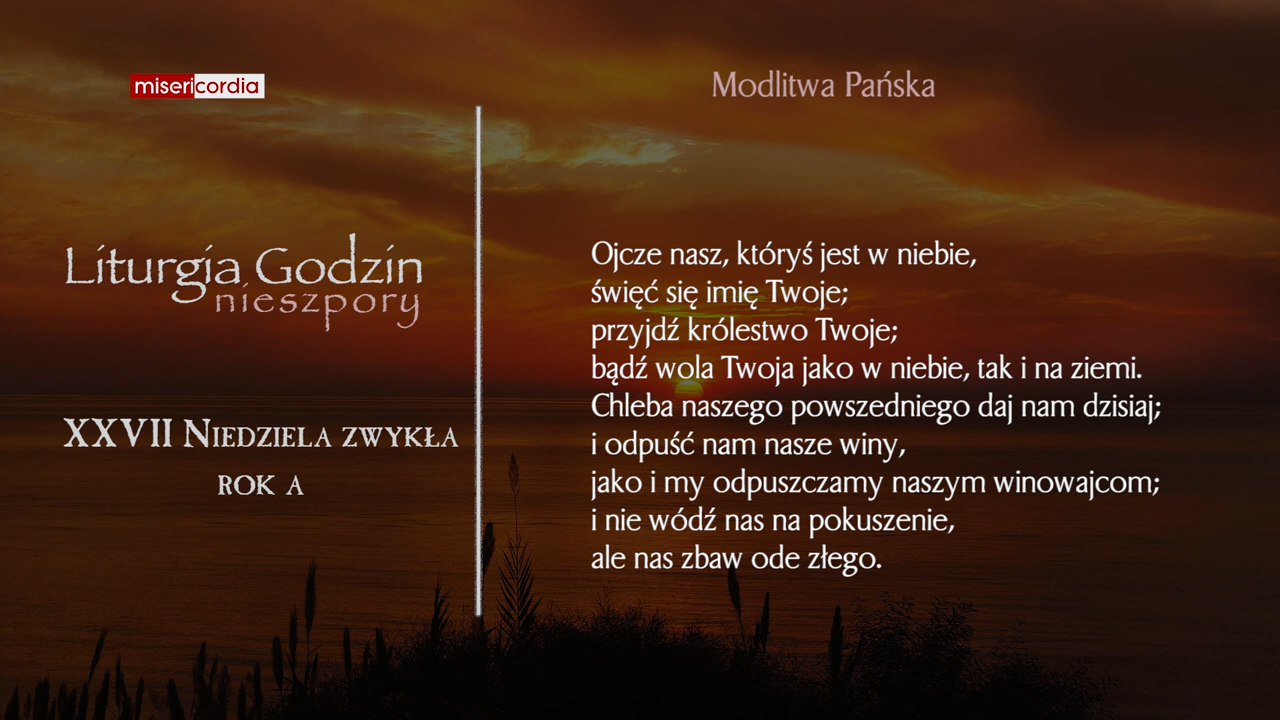 misericordia
Liturgia Godzin
nieszpory
XXVII Niedziela zwykła
rok A
Modlitwa Pańska
Ojcze nasz, któryś jest w niebie,
święć się imię Twoje;
przyjdź królestwo Twoje;
bądź wola Twoja jako w niebie, tak i na ziemi.
Chleba naszego powszedniego daj nam dzisiaj;
i odpuść nam nasze winy,
jako i my odpuszczamy naszym winowajcom;
i nie wódź nas na pokuszenie,
ale nas zbaw ode złego.